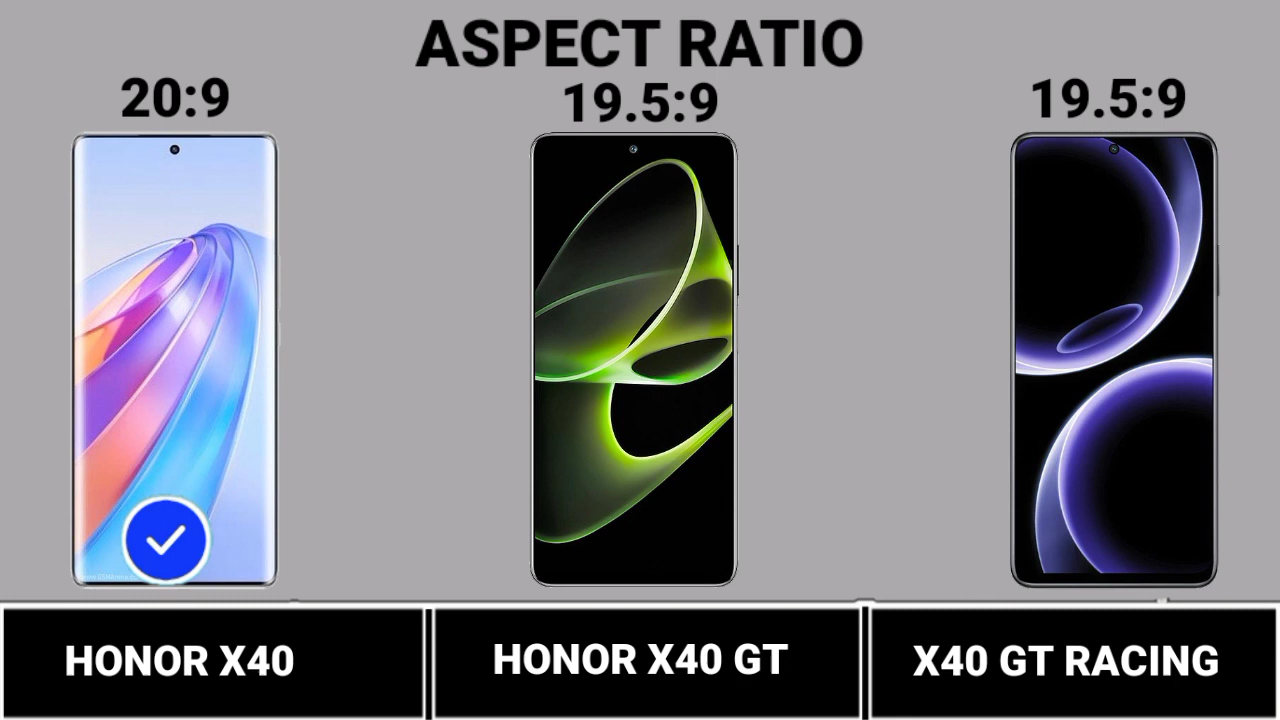 ASPECT RATIO
20:9
19.5:9
19.5:9
HONOR X40
HONOR X40 GT
X40 GT RACING